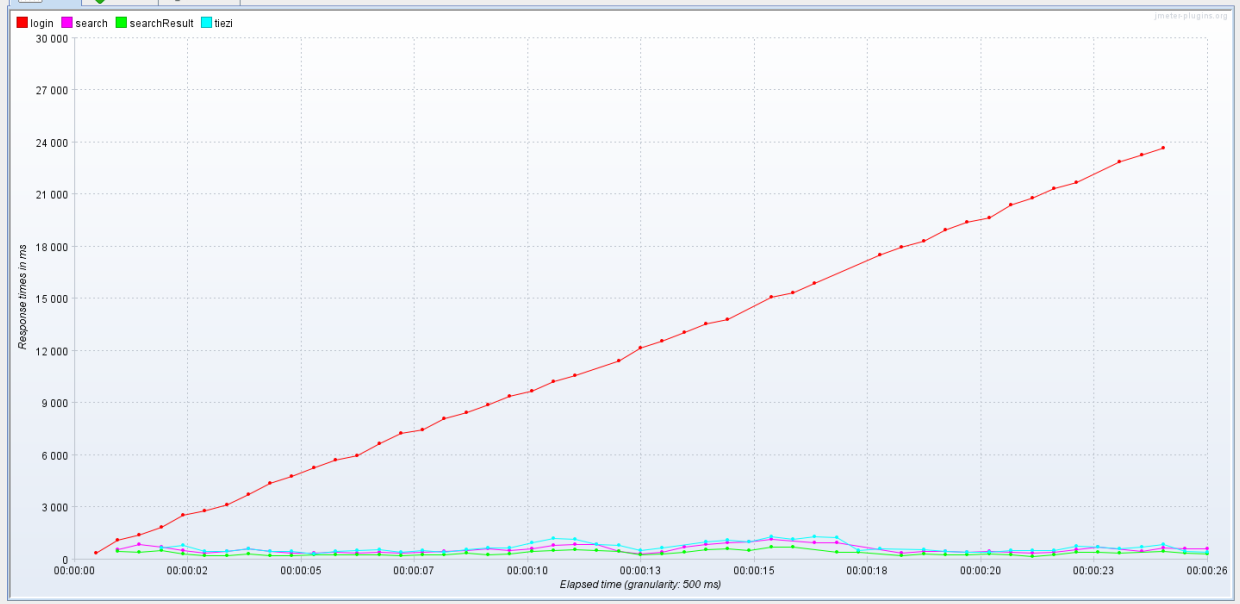 jmeter-plugins.org
login search searchResult tiezi
30 000
27 000
24 000
21 000
18 000
15 000
12 000
9 000
6 000
3 000
0
Response times in ms
00:00:00 00:00:02 00:00:05 00:00:07 00:00:10 00:00:13 00:00:15 00:00:18 00:00:20 00:00:23 00:00:26
Elapsed time (granularity: 500 ms)